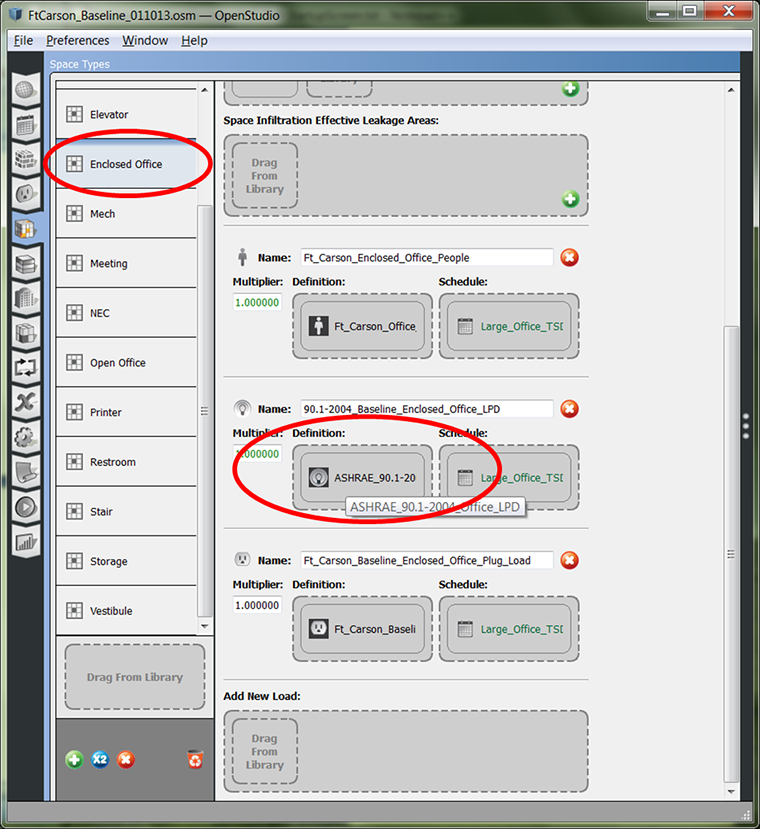 FtCarson_Baseline_011013.osm — OpenStudio
File Preferences Window Help
Space Types
Elevator
Enclosed Office
Mech
Meeting
NEC
Open Office
Printer
Restroom
Stair
Storage
Vestibule
Drag From Library
X2
Library
Space Infiltration Effective Leakage Areas:
Drag
From
Library
Name: Ft_Carson_Enclosed_Office_People
Multiplier: Definition: Schedule:
1.000000
Ft_Carson_Office_
Large_Office_TSD
Name: 90.1-2004_Baseline_Enclosed_Office_LPD
Multiplier: Definition: Schedule:
1.000000
ASHRAE_90.1-20
Large_Office_TSD
ASHRAE_90.1-2004_Office_LPD
Name: Ft_Carson_Baseline_Enclosed_Office_Plug_Load
Multiplier: Definition: Schedule:
1.000000
Ft_Carson_Baseli
Large_Office_TSD
Add New Load:
Drag
From
Library